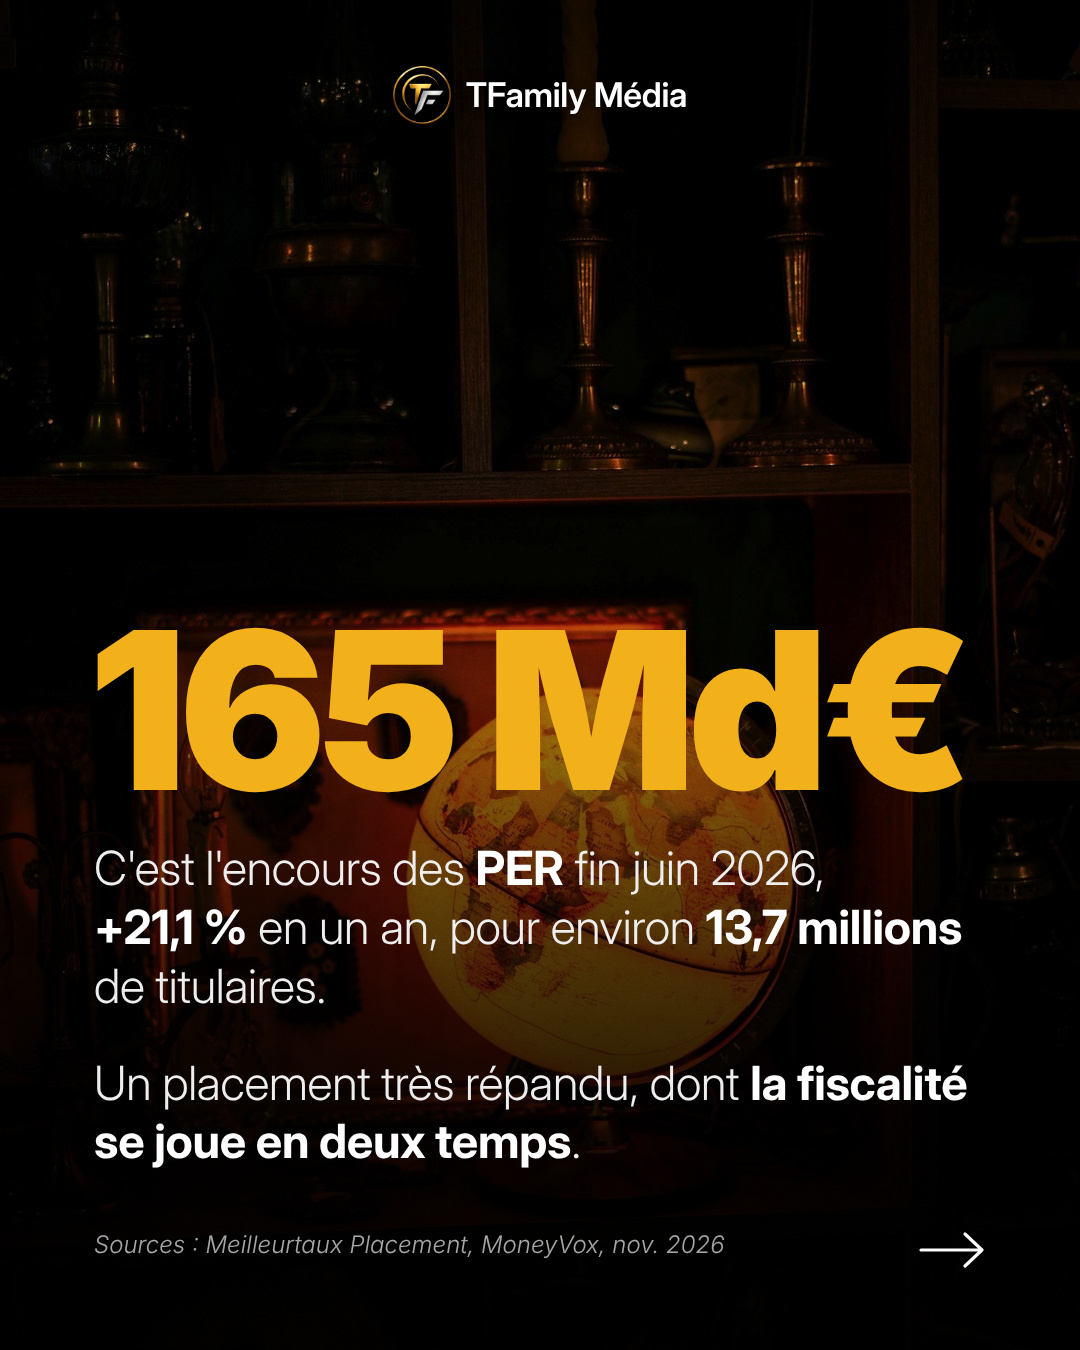 TFamily Média
165 Md€
C'est l'encours des PER fin juin 2026,
+21,1 % en un an, pour environ 13,7 millions
de titulaires.
Un placement très répandu, dont la fiscalité
se joue en deux temps.
Sources : Meilleurtaux Placement, MoneyVox, nov. 2026